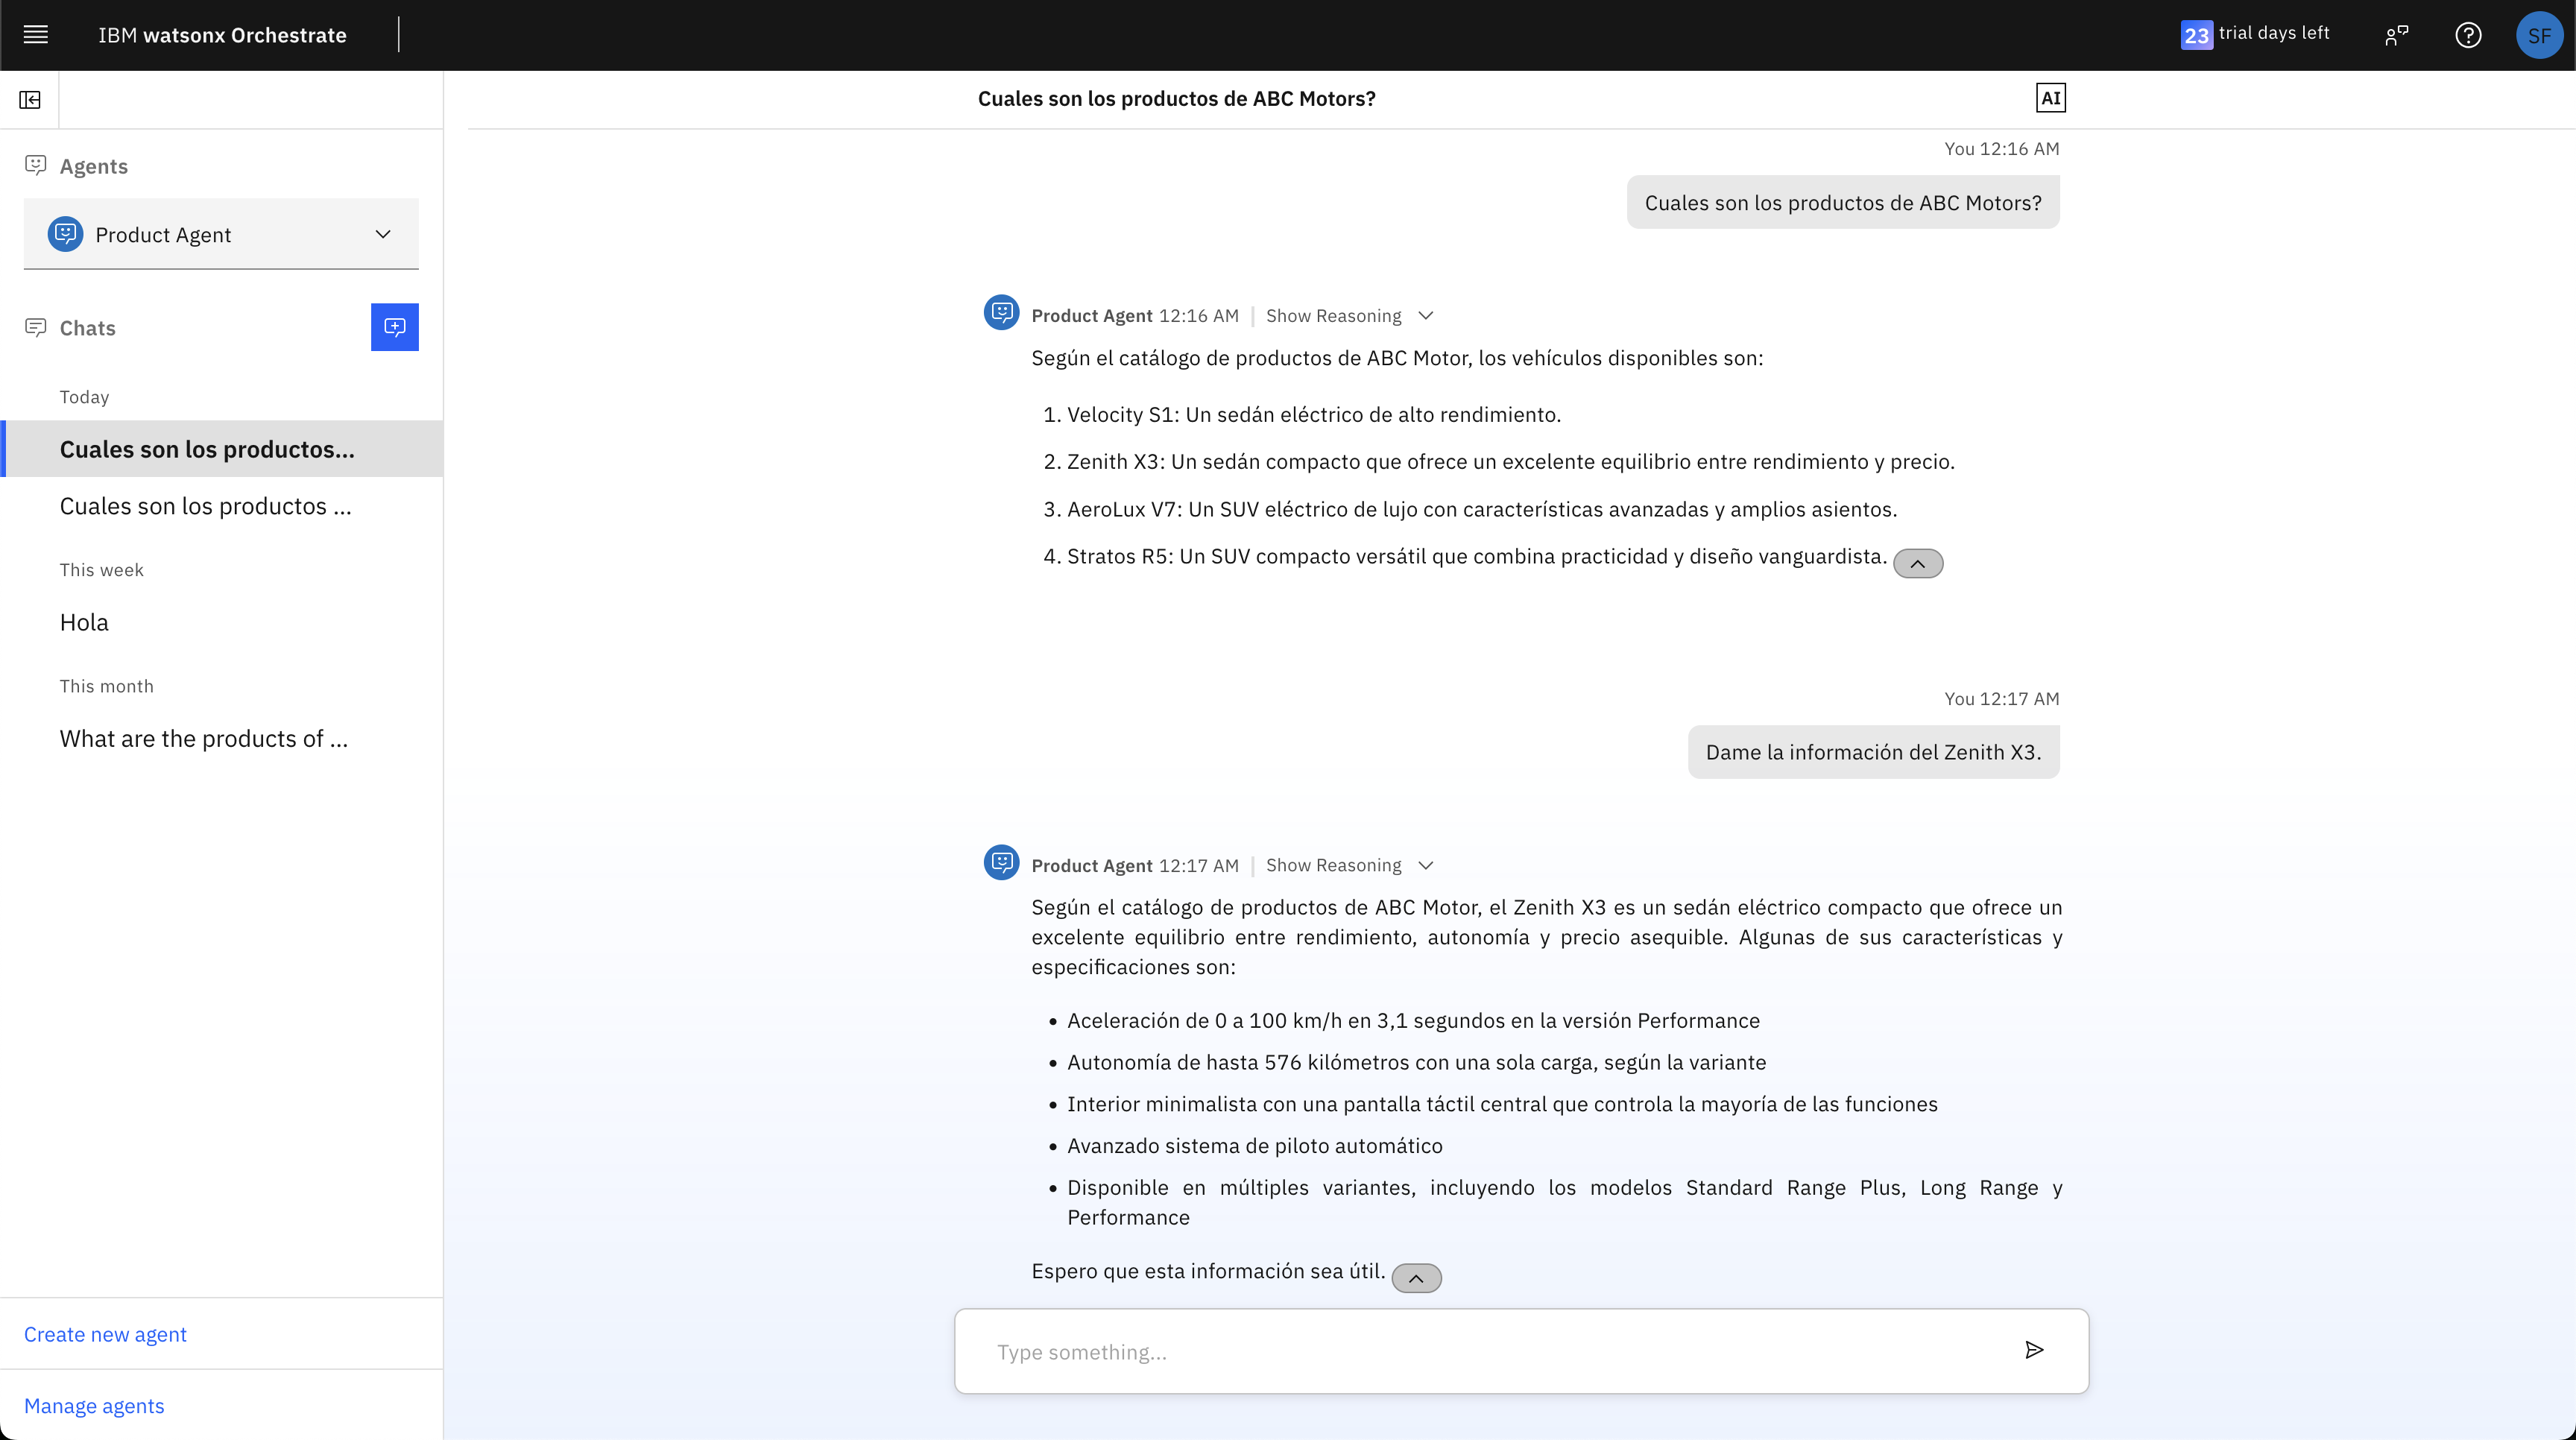 IBM watsonx Orchestrate
23 trial days left
SF
Cuales son los productos de ABC Motors?
AI
Agents
Product Agent
Chats
Today
Cuales son los productos...
Cuales son los productos ...
This week
Hola
This month
What are the products of ...
Create new agent
Manage agents
You 12:16 AM
Cuales son los productos de ABC Motors?
Product Agent 12:16 AM | Show Reasoning
Según el catálogo de productos de ABC Motor, los vehículos disponibles son:
1. Velocity S1: Un sedán eléctrico de alto rendimiento.
2. Zenith X3: Un sedán compacto que ofrece un excelente equilibrio entre rendimiento y precio.
3. AeroLux V7: Un SUV eléctrico de lujo con características avanzadas y amplios asientos.
4. Stratos R5: Un SUV compacto versátil que combina practicidad y diseño vanguardista.
You 12:17 AM
Dame la información del Zenith X3.
Product Agent 12:17 AM | Show Reasoning
Según el catálogo de productos de ABC Motor, el Zenith X3 es un sedán eléctrico compacto que ofrece un
excelente equilibrio entre rendimiento, autonomía y precio asequible. Algunas de sus características y
especificaciones son:
• Aceleración de 0 a 100 km/h en 3,1 segundos en la versión Performance
• Autonomía de hasta 576 kilómetros con una sola carga, según la variante
• Interior minimalista con una pantalla táctil central que controla la mayoría de las funciones
• Avanzado sistema de piloto automático
• Disponible en múltiples variantes, incluyendo los modelos Standard Range Plus, Long Range y
Performance
Espero que esta información sea útil.
Type something...